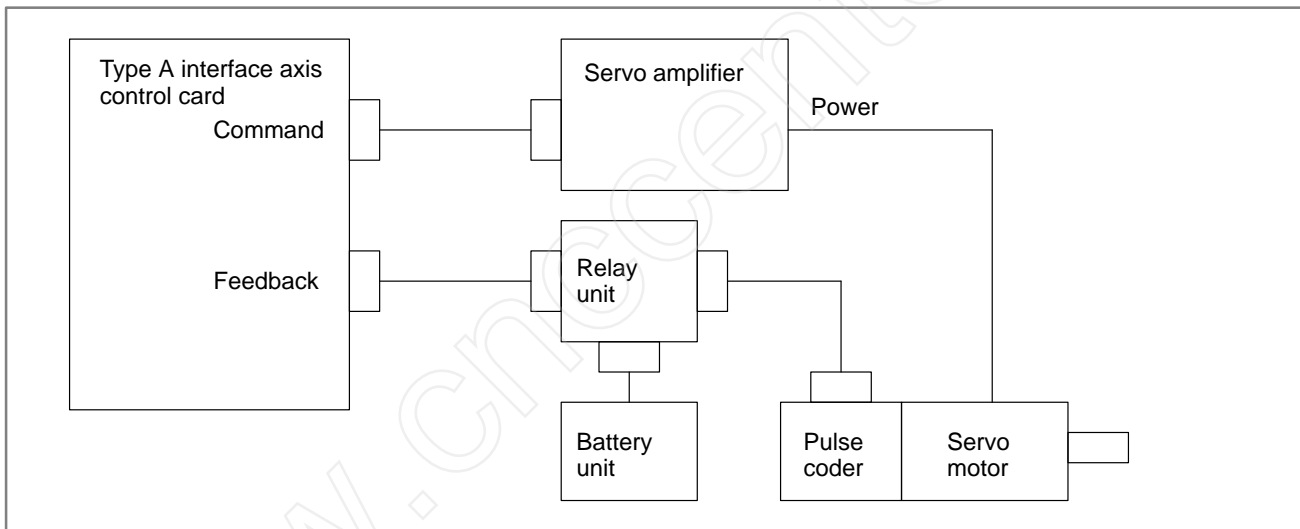 Type A interface axis
control card
Command
Feedback
Servo amplifier
Power
Relay
unit
Battery
unit
Pulse
coder
Servo
motor